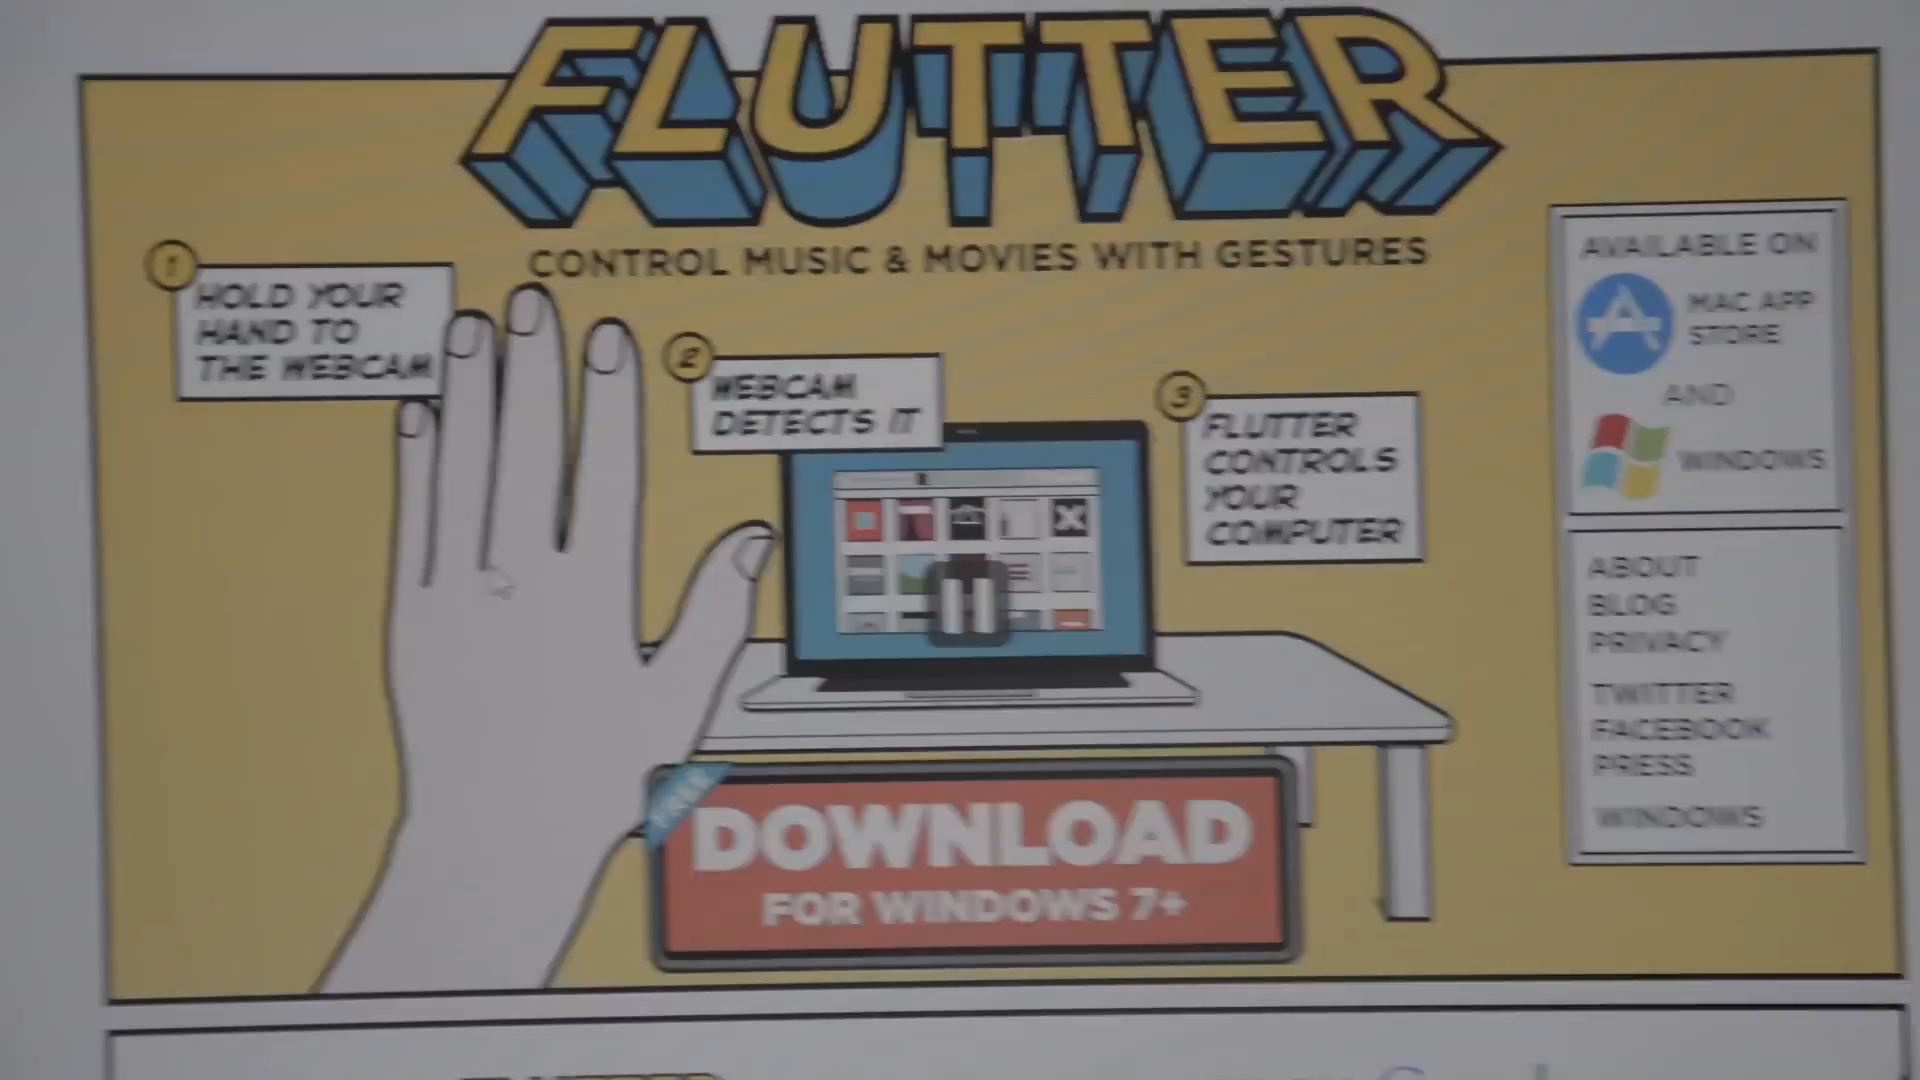 FLUTTER
CONTROL MUSIC & MOVIES WITH GESTURES
1
HOLD YOUR
HAND TO
THE WEBCAM
2
WEBCAM
DETECTS IT
3
FLUTTER
CONTROLS
YOUR
COMPUTER
FREE
DOWNLOAD
FOR WINDOWS 7+
AVAILABLE ON
MAC APP
STORE
AND
WINDOWS
ABOUT
BLOG
PRIVACY
TWITTER
FACEBOOK
PRESS
WINDOWS